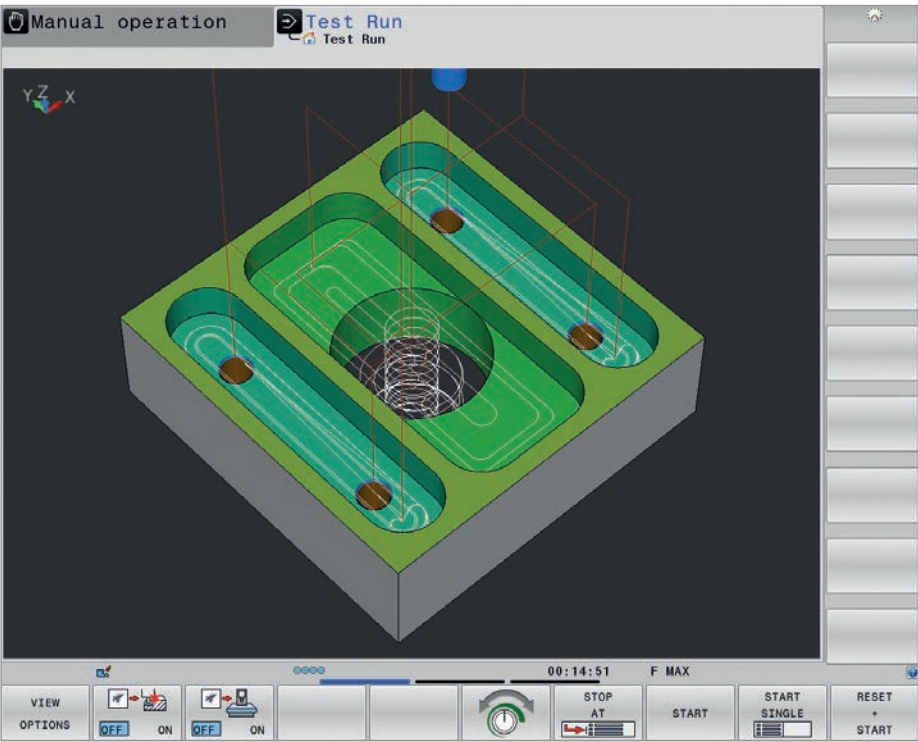 Manual operation
Test Run
Test Run
Y Z X
00:14:51 F MAX
VIEW
OPTIONS
OFF ON
OFF ON
STOP
AT
START
START
SINGLE
RESET
+
START